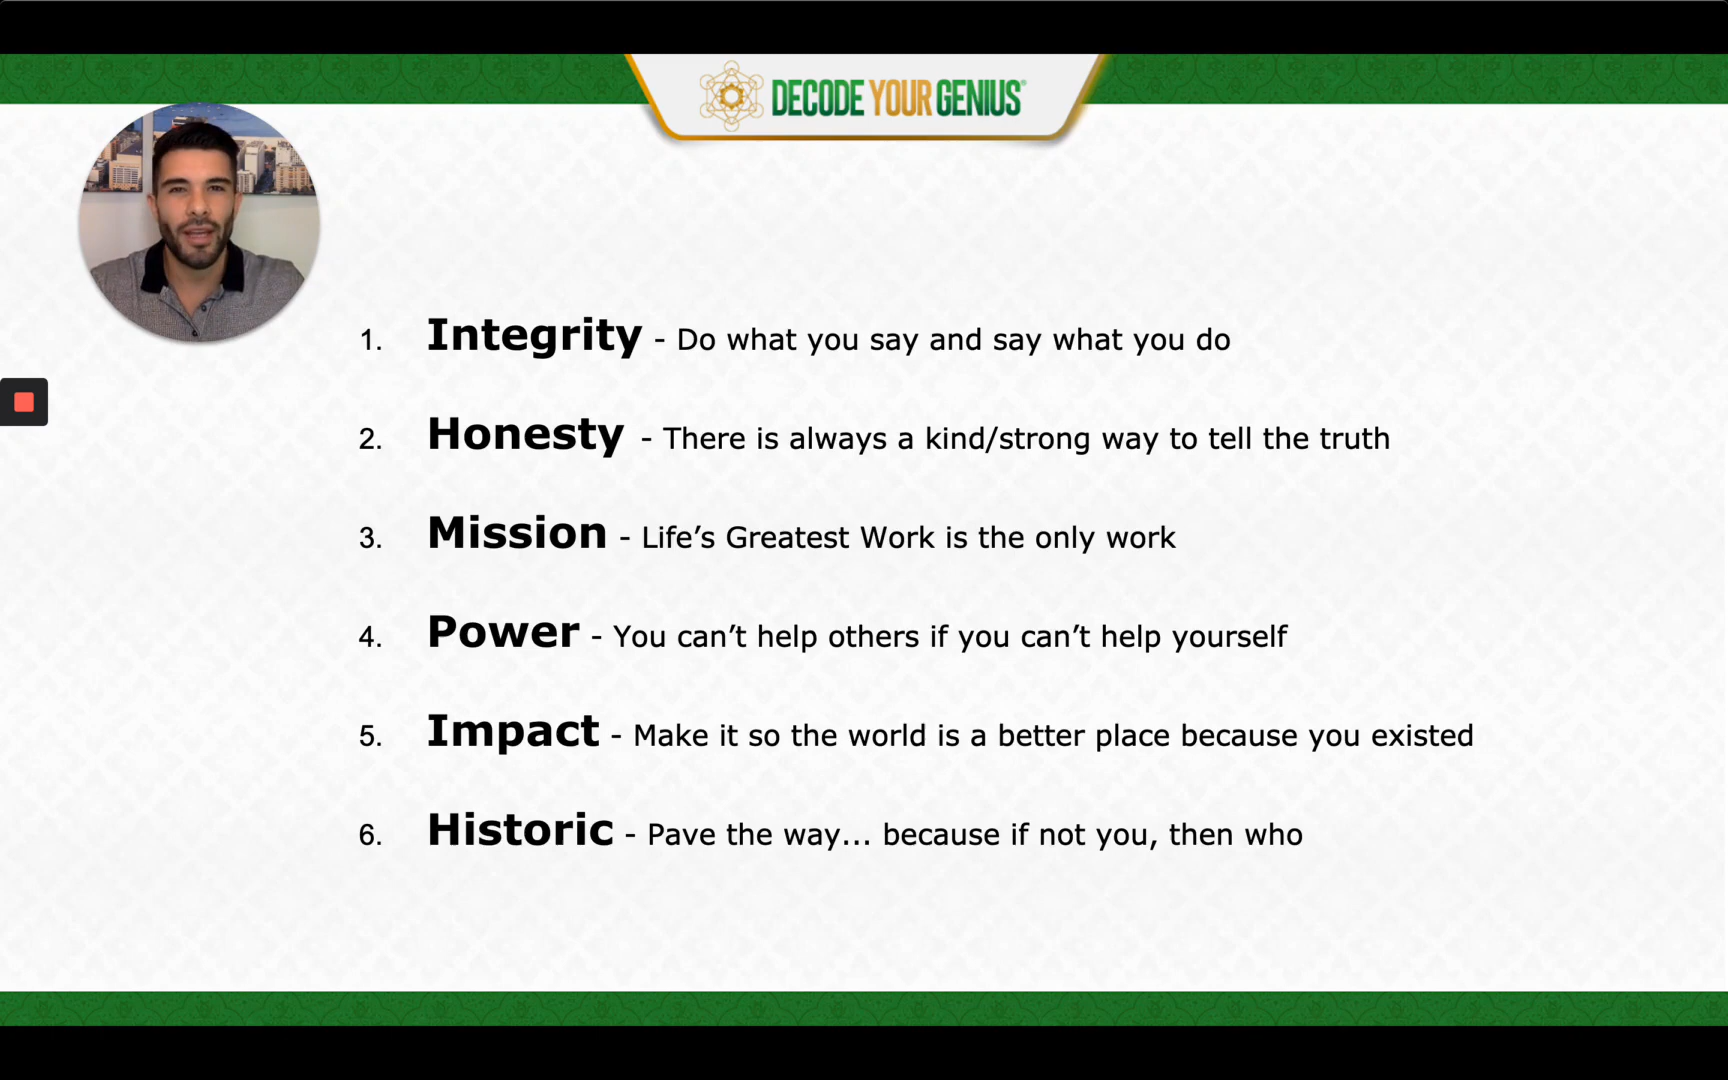 DECODE YOUR GENIUS®
1. Integrity - Do what you say and say what you do
2. Honesty - There is always a kind/strong way to tell the truth
3. Mission - Life’s Greatest Work is the only work
4. Power - You can’t help others if you can’t help yourself
5. Impact - Make it so the world is a better place because you existed
6. Historic - Pave the way... because if not you, then who